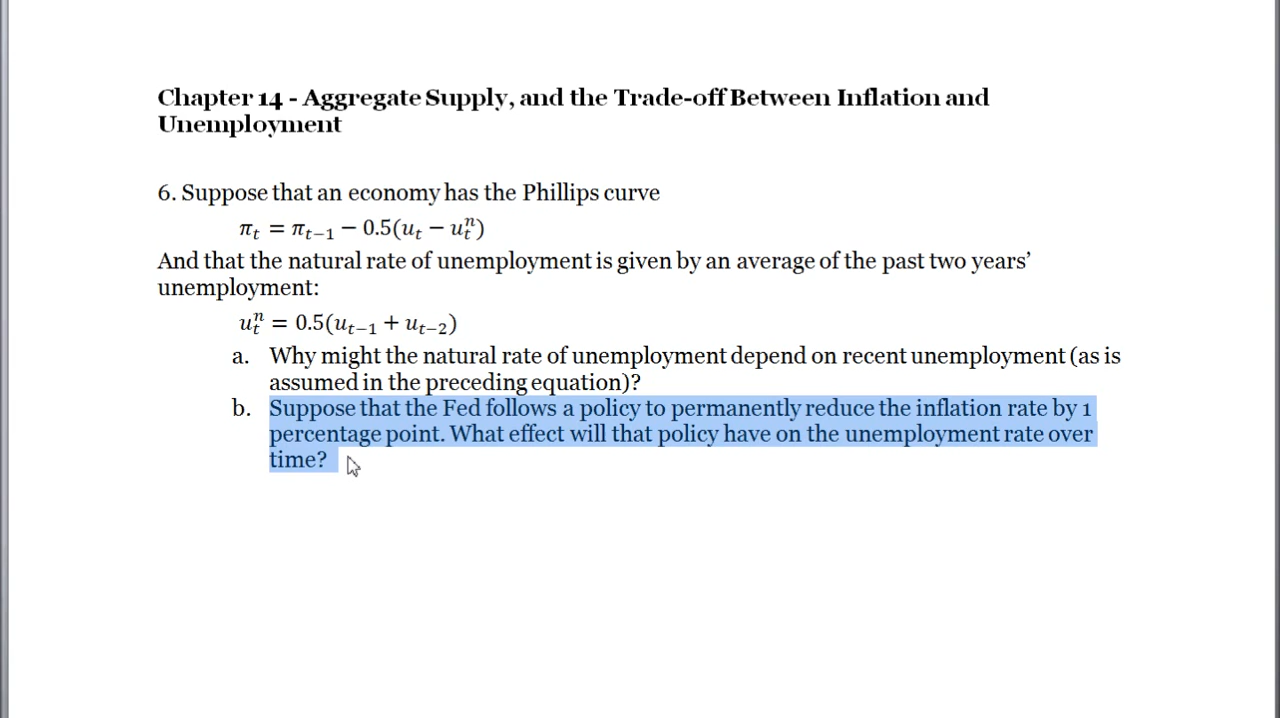 Chapter 14 - Aggregate Supply, and the Trade-off Between Inflation and
Unemployment
6. Suppose that an economy has the Phillips curve
πₜ = πₜ₋₁ − 0.5(uₜ − uₜⁿ)
And that the natural rate of unemployment is given by an average of the past two years’
unemployment:
uₜⁿ = 0.5(uₜ₋₁ + uₜ₋₂)
a. Why might the natural rate of unemployment depend on recent unemployment (as is
assumed in the preceding equation)?
b. Suppose that the Fed follows a policy to permanently reduce the inflation rate by 1
percentage point. What effect will that policy have on the unemployment rate over
time?